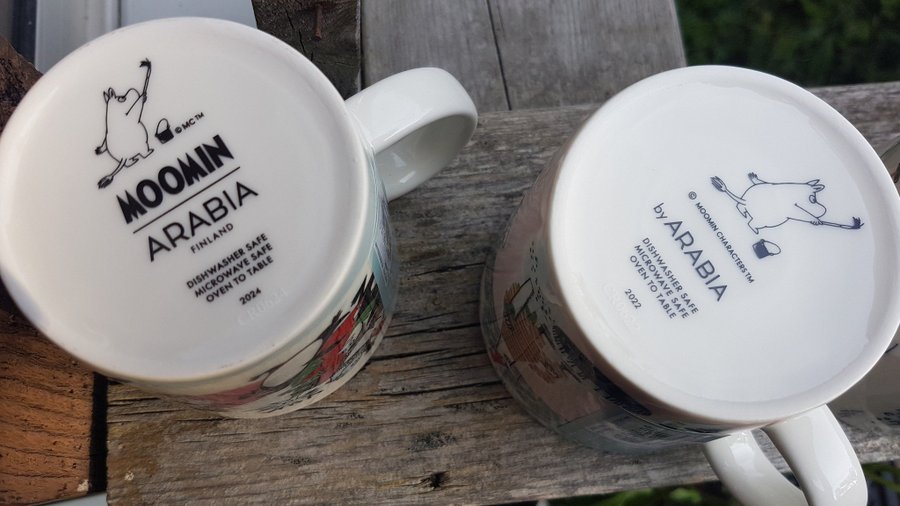 © MC™
MOOMIN
ARABIA
FINLAND
DISHWASHER SAFE
MICROWAVE SAFE
OVEN TO TABLE
2024
© MOOMIN CHARACTERS™
by ARABIA
DISHWASHER SAFE
MICROWAVE SAFE
OVEN TO TABLE
2022